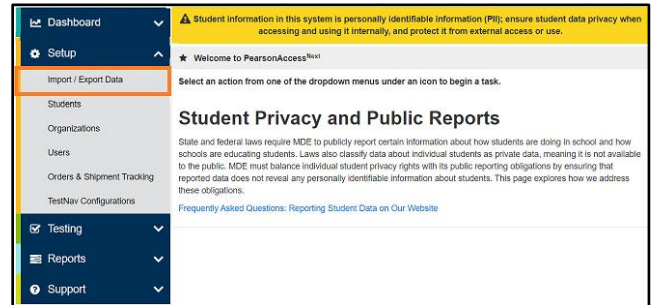 Dashboard
Setup
Import / Export Data
Students
Organizations
Users
Orders & Shipment Tracking
TestNav Configurations
Testing
Reports
Support
Student information in this system is personally identifiable information (PII); ensure student data privacy when
accessing and using it internally, and protect it from external access or use.
Welcome to PearsonAccessNext
Select an action from one of the dropdown menus under an icon to begin a task.
Student Privacy and Public Reports
State and federal laws require MDE to publicly report certain information about how students are doing in school and how
schools are educating students. Laws also classify data about individual students as private data, meaning it is not available
to the public. MDE must balance individual student privacy rights with its public reporting obligations by ensuring that
reported data does not reveal any personally identifiable information about students. This page explores how we address
these obligations.
Frequently Asked Questions: Reporting Student Data on Our Website